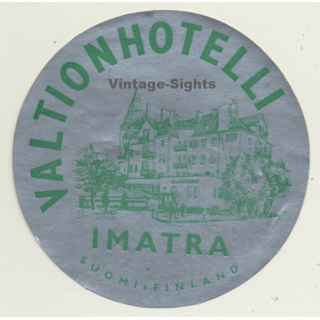 VALTIONHOTELLI
Vintage-Sights
IMATRA
SUOMI-FINLAND